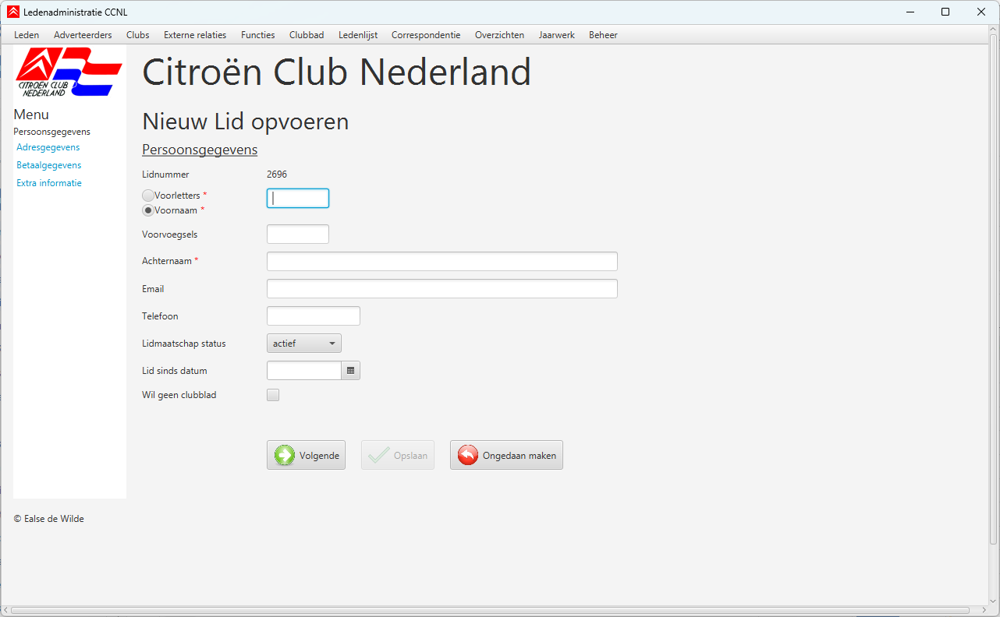 Ledenadministratie CCNL
Leden Adverteerders Clubs Externe relaties Functies Clubbad Ledenlijst Correspondentie Overzichten Jaarwerk Beheer
CITROEN CLUB
NEDERLAND
Citroën Club Nederland
Menu
Persoonsgegevens
Adresgegevens
Betaalgegevens
Extra informatie
Nieuw Lid opvoeren
Persoonsgegevens
Lidnummer 2696
Voorletters *
Voornaam *
Voorvoegsels
Achternaam *
Email
Telefoon
Lidmaatschap status actief
Lid sinds datum
Wil geen clubblad
Volgende Opslaan Ongedaan maken
© Ealse de Wilde